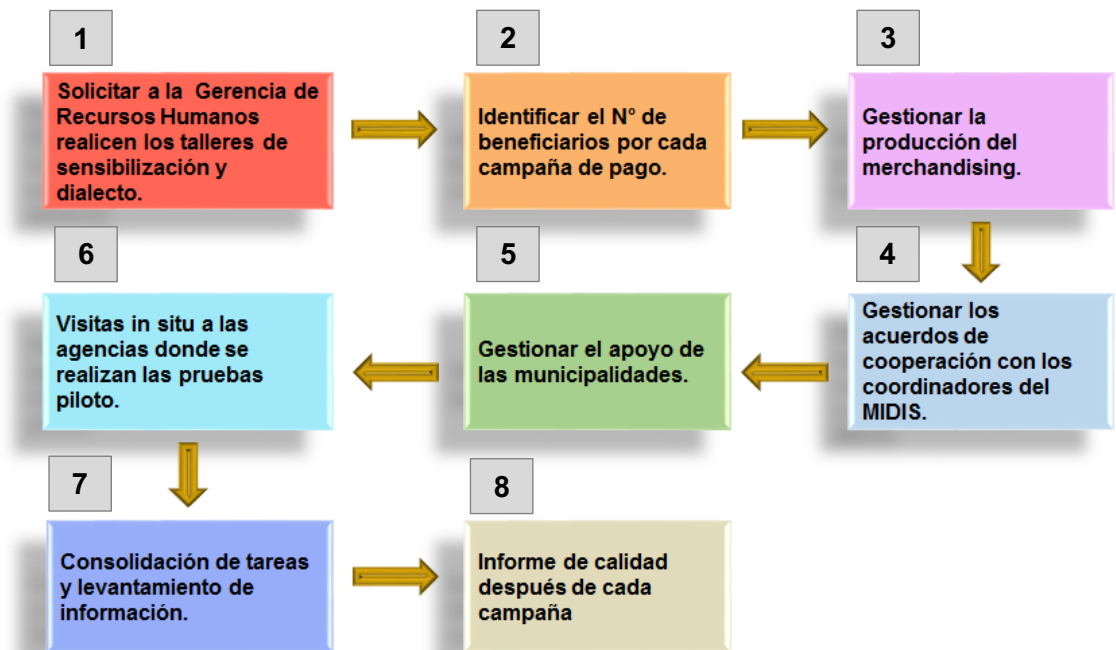 1
Solicitar a la Gerencia de
Recursos Humanos
realicen los talleres de
sensibilización y
dialecto.
2
Identificar el N° de
beneficiarios por cada
campaña de pago.
3
Gestionar la
producción del
merchandising.
4
Gestionar los
acuerdos de
cooperación con los
coordinadores del
MIDIS.
5
Gestionar el apoyo de
las municipalidades.
6
Visitas in situ a las
agencias donde se
realizan las pruebas
piloto.
7
Consolidación de tareas
y levantamiento de
información.
8
Informe de calidad
después de cada
campaña